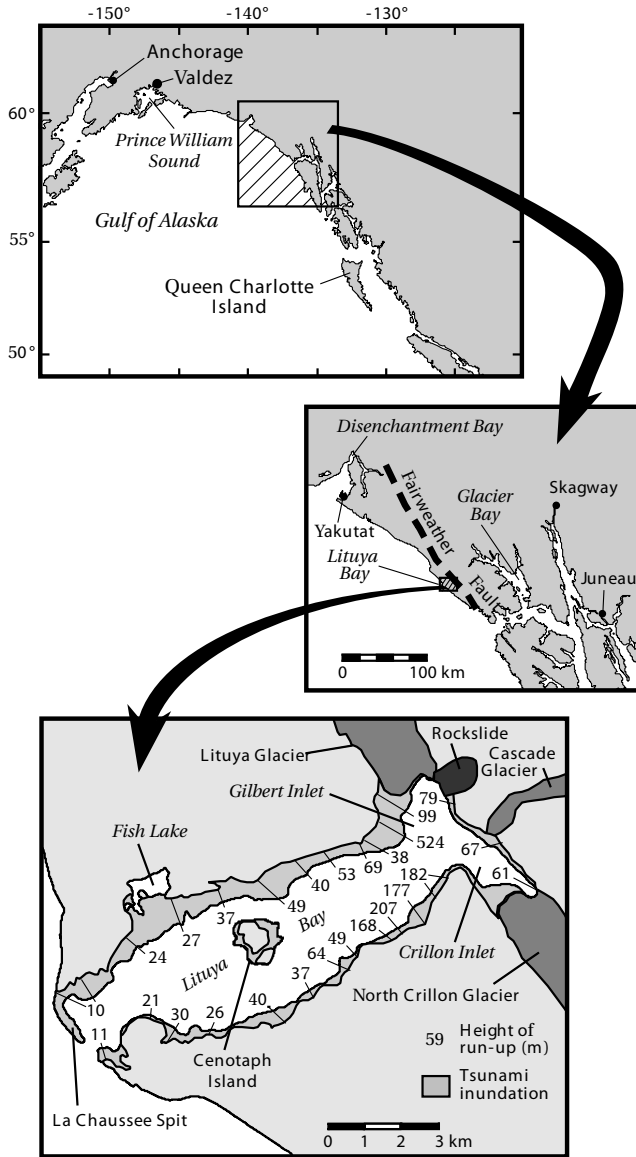 -150°
-140°
-130°
Anchorage
Valdez
60°
Prince William
Sound
Gulf of Alaska
55°
Queen Charlotte
Island
50°
Disenchantment Bay
Fairweather
Fault
Glacier
Bay
Skagway
Yakutat
Lituya
Bay
Juneau
0 100 km
Lituya Glacier
Rockslide
Cascade
Glacier
Gilbert Inlet
79
99
524
67
Fish Lake
38
69
53
40
49
37
27
24
182
177
207
168
49
64
37
40
26
30
21
10
11
61
Lituya
Bay
Crillon Inlet
North Crillon Glacier
Cenotaph
Island
La Chaussee Spit
59 Height of
run-up (m)
Tsunami
inundation
0 1 2 3 km